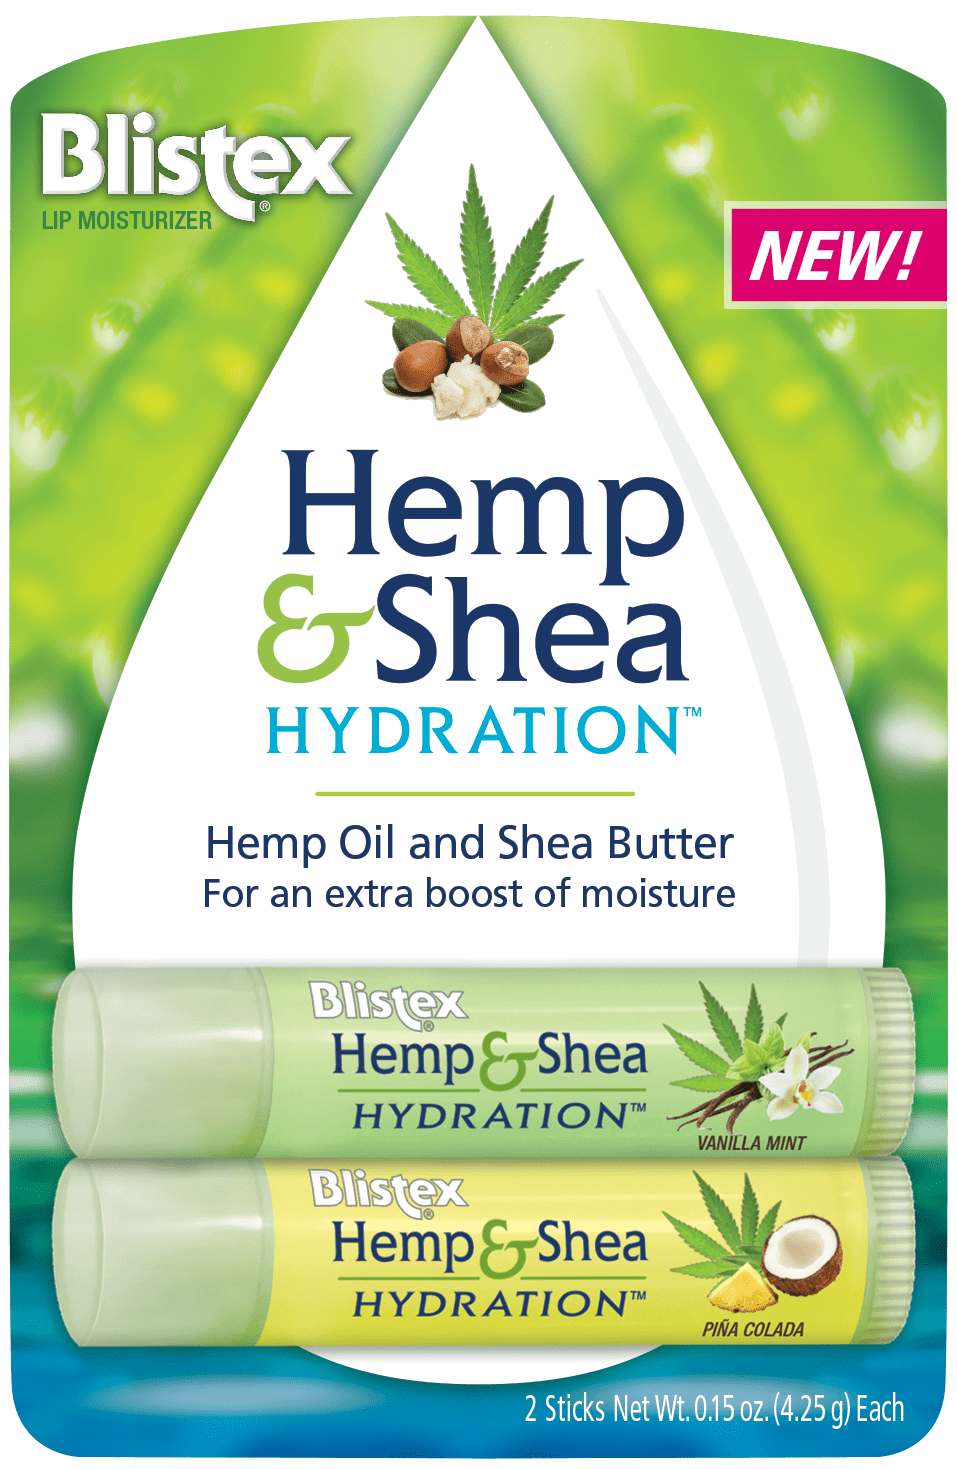 Blistex®
LIP MOISTURIZER
NEW!
Hemp
& Shea
HYDRATION™
Hemp Oil and Shea Butter
For an extra boost of moisture
Blistex®
Hemp & Shea
HYDRATION™
VANILLA MINT
Blistex®
Hemp & Shea
HYDRATION™
PIÑA COLADA
2 Sticks Net Wt. 0.15 oz. (4.25 g) Each